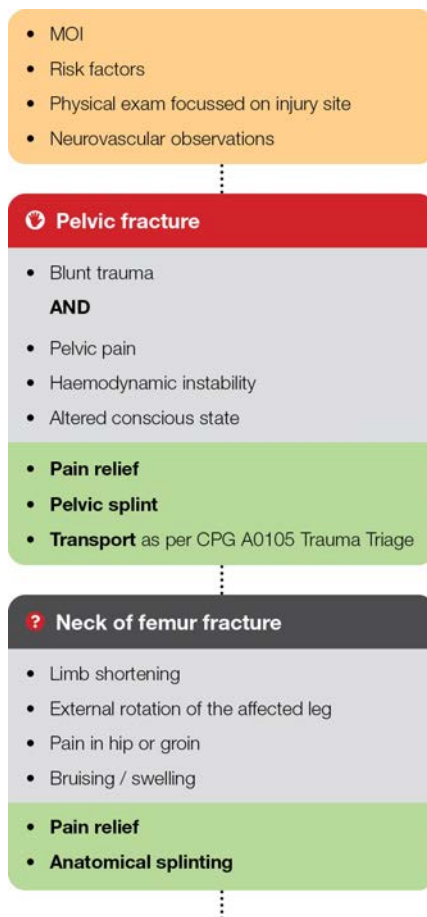 • MOI
• Risk factors
• Physical exam focussed on injury site
• Neurovascular observations
Pelvic fracture
• Blunt trauma
AND
• Pelvic pain
• Haemodynamic instability
• Altered conscious state
• Pain relief
• Pelvic splint
• Transport as per CPG A0105 Trauma Triage
? Neck of femur fracture
• Limb shortening
• External rotation of the affected leg
• Pain in hip or groin
• Bruising / swelling
• Pain relief
• Anatomical splinting